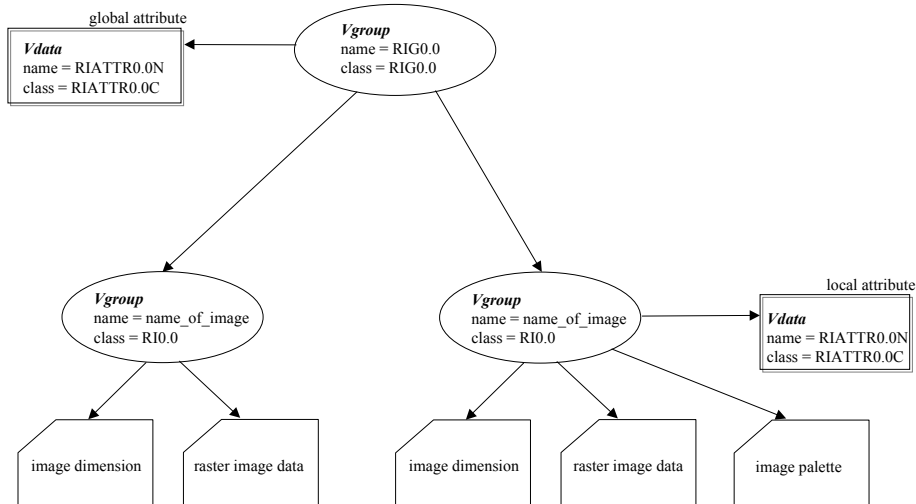 global attribute
Vdata
name = RIATTR0.0N
class = RIATTR0.0C
Vgroup
name = RIG0.0
class = RIG0.0
Vgroup
name = name_of_image
class = RI0.0
Vgroup
name = name_of_image
class = RI0.0
local attribute
Vdata
name = RIATTR0.0N
class = RIATTR0.0C
image dimension
raster image data
image dimension
raster image data
image palette